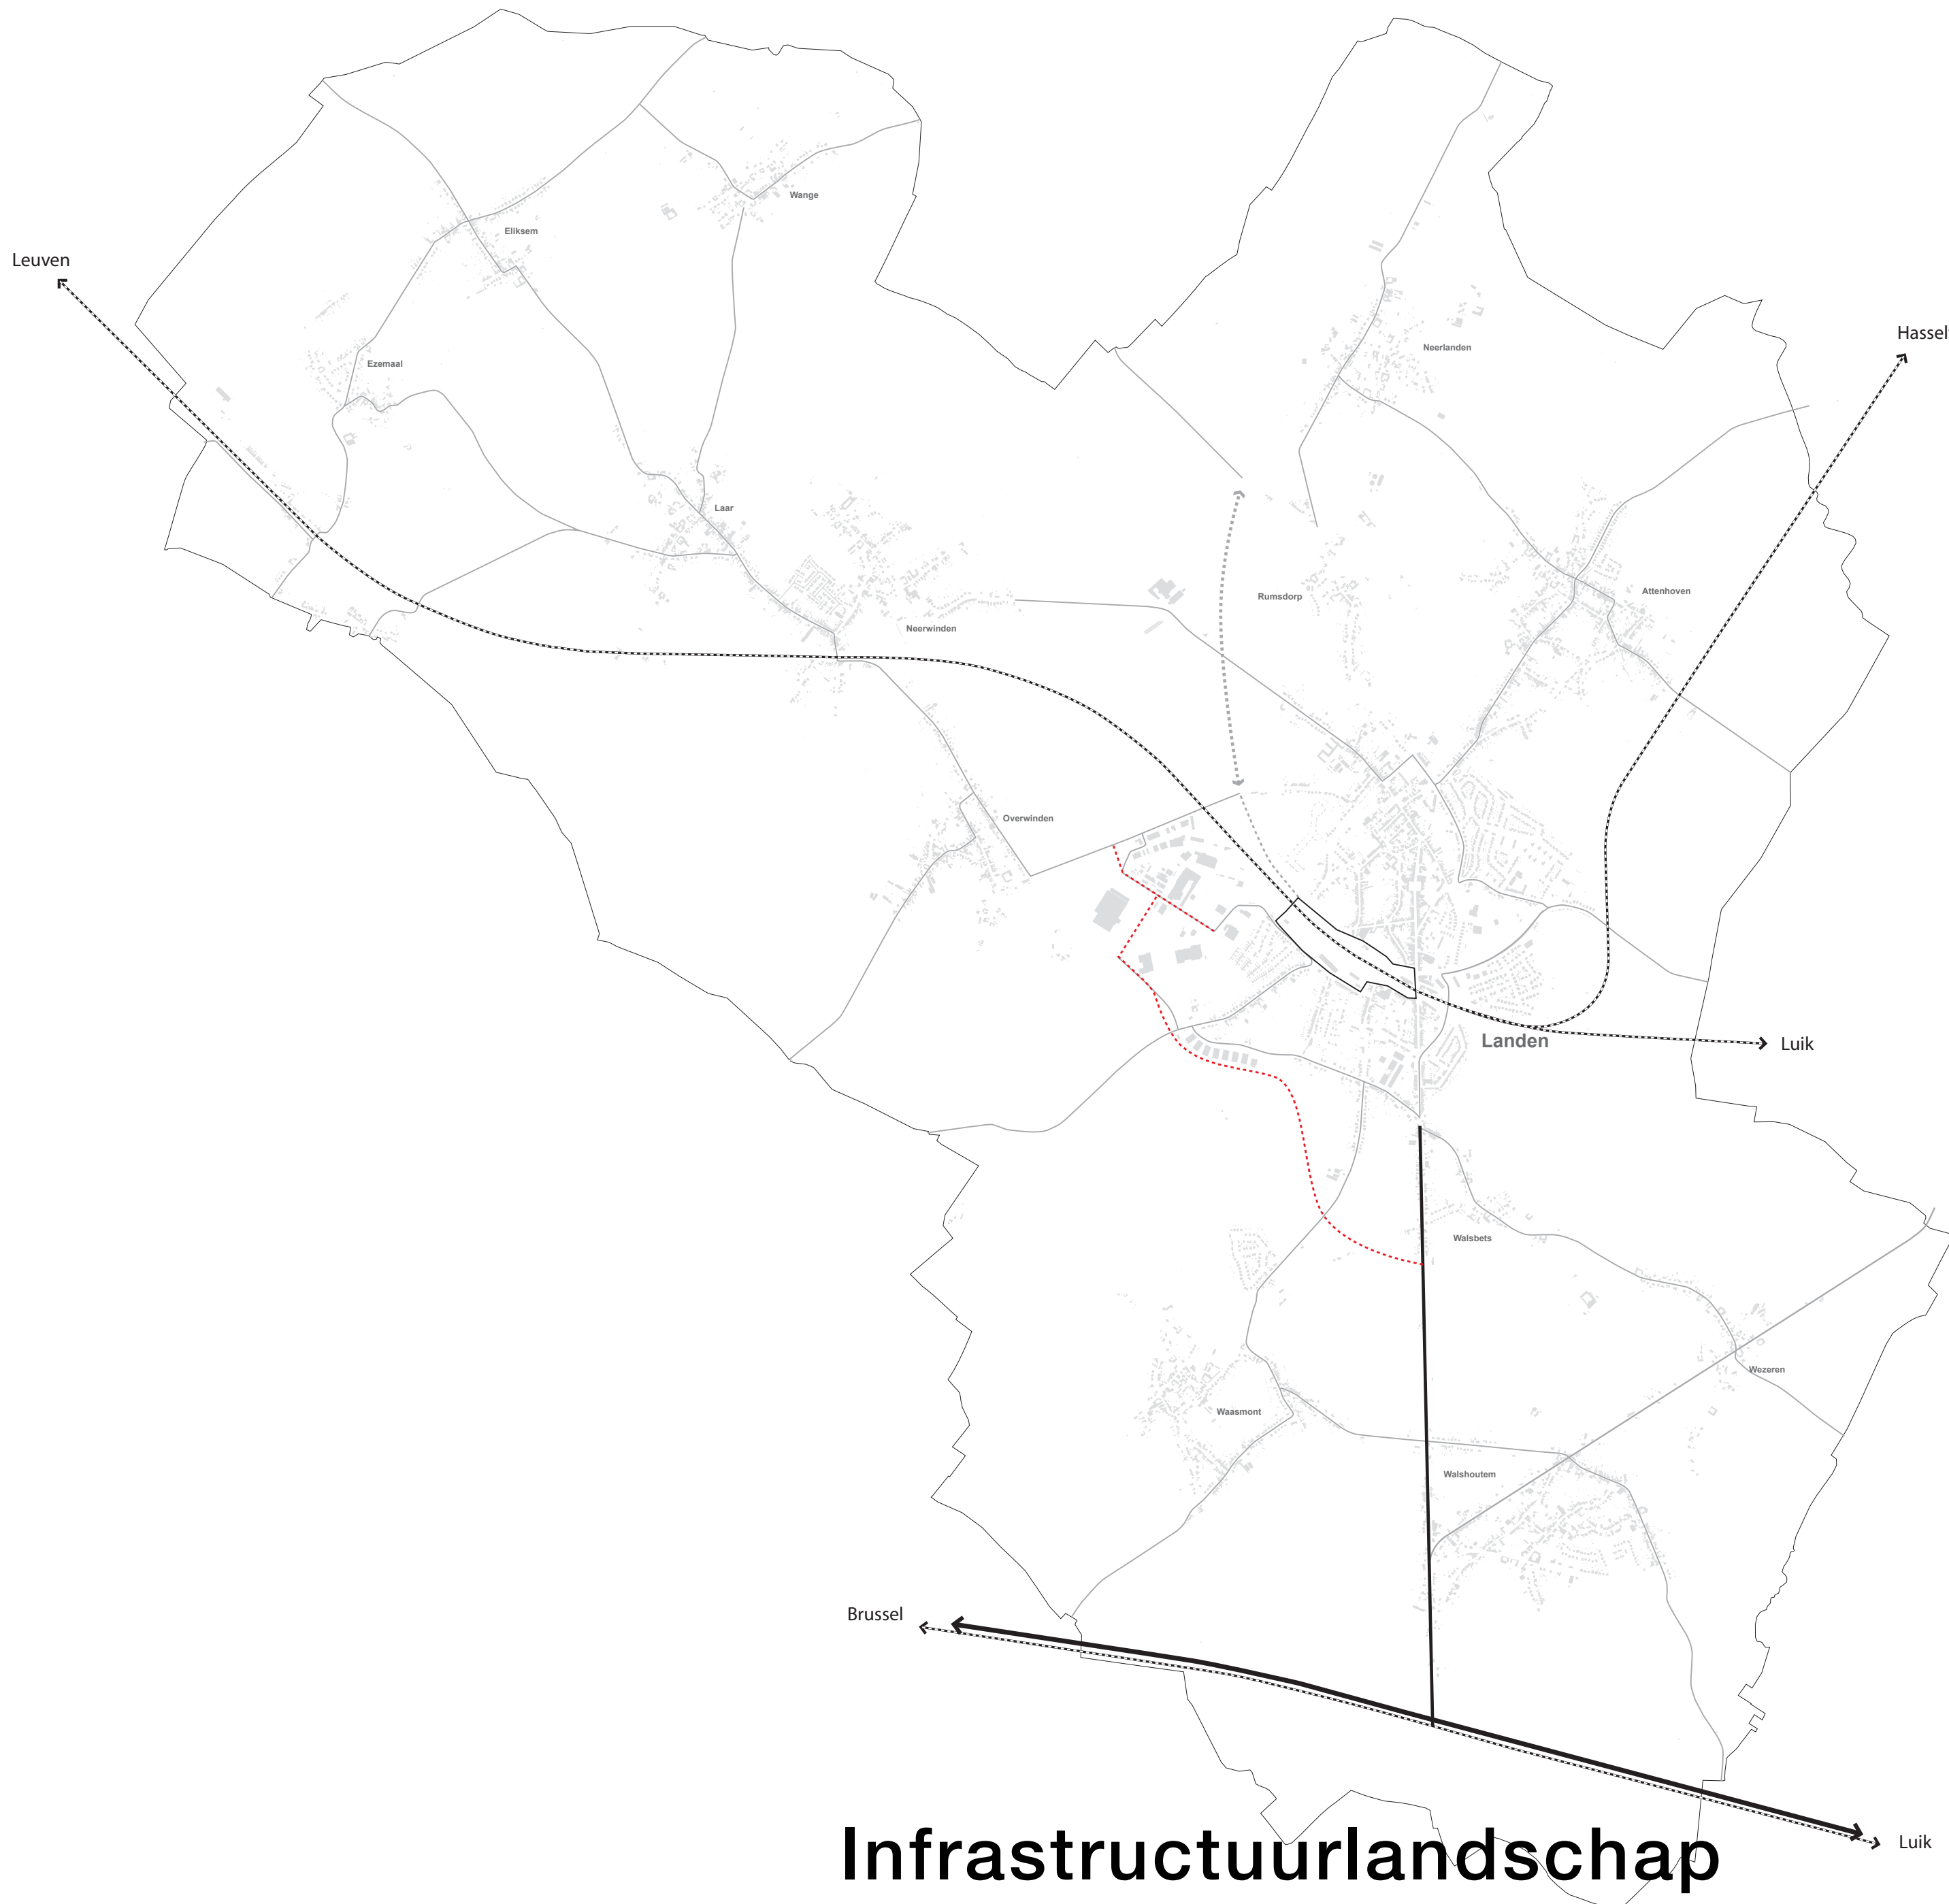 Wange
Eliksem
Leuven
Hasselt
Neerlanden
Ezemaal
Laar
Attenhoven
Rumsdorp
Neerwinden
Overwinden
Landen
Luik
Walsbets
Wezeren
Waasmont
Walshoutem
Brussel
Luik
Infrastructuurlandschap